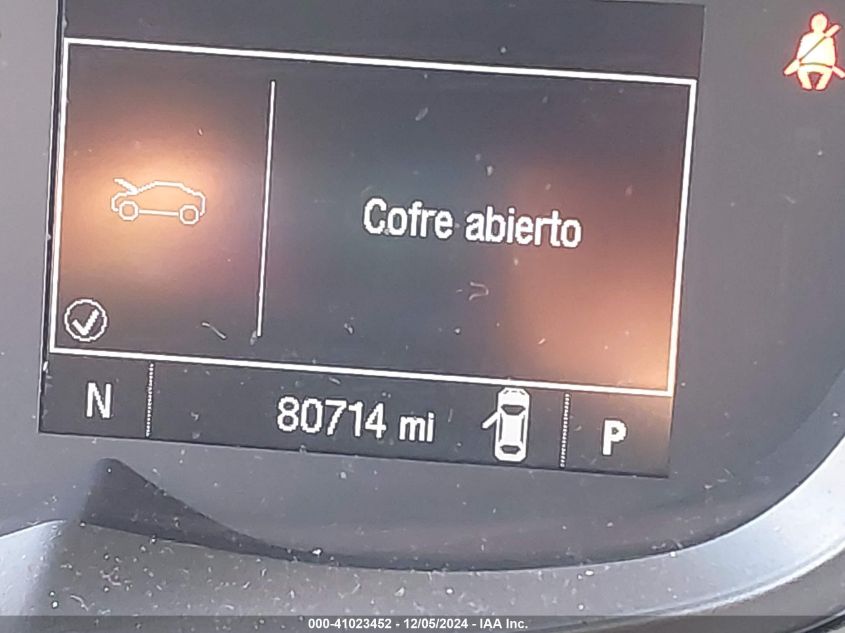 Cofre abierto
N 80714 mi P
000-41023452 - 12/05/2024 - IAA Inc.